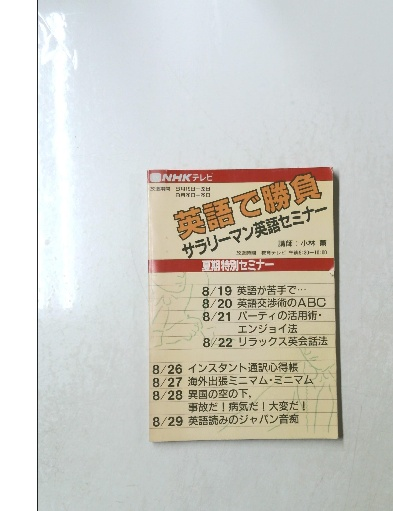 NHKテレビ
英語で勝負
サラリーマン英語セミナー
講師:小林 薫
夏期特別セミナー
8/19 英語が苦手で…
8/20 英語交渉術のABC
8/21 パーティの活用術・
エンジョイ法
8/22 リラックス英会話法
8/26 インスタント通訳心得帳
8/27 海外出張ミニマム・ミニマム
8/28 異国の空の下,
事故だ!病気だ!大変だ!
8/29 英語読みのジャパン音痴